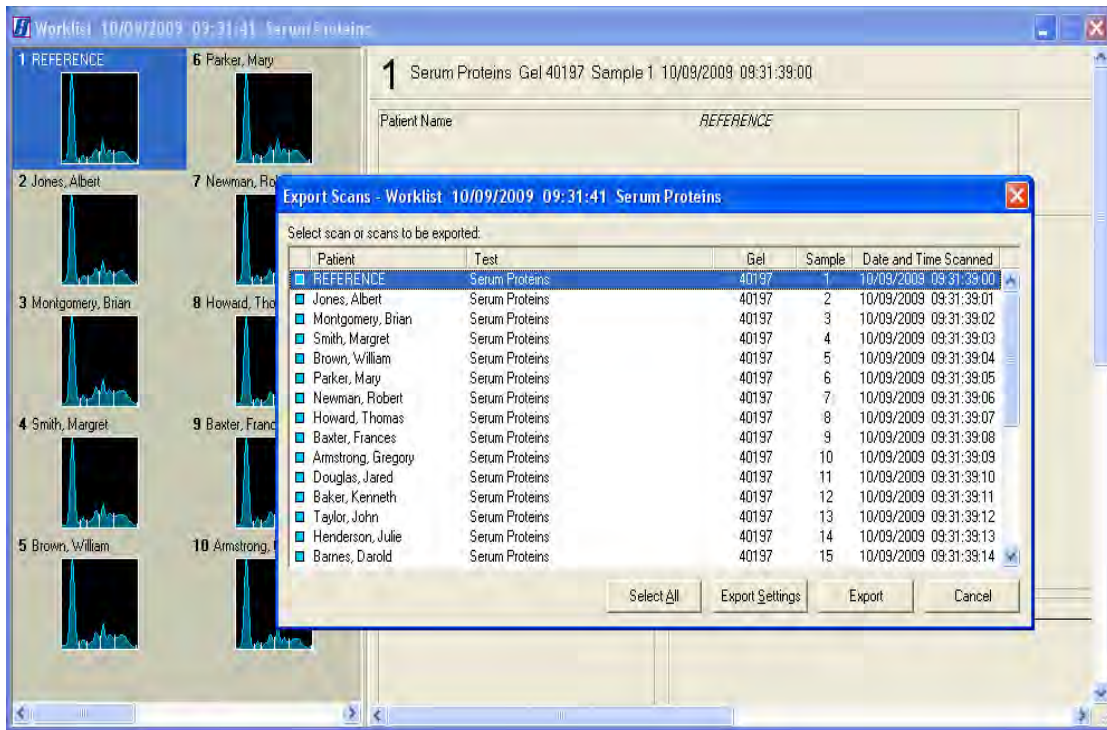 Worklist 10/09/2009 09:31:41 Serum Proteins
1 REFERENCE
6 Parker, Mary
2 Jones, Albert
7 Newman, Ro
3 Montgomery, Brian
8 Howard, Tho
4 Smith, Margret
9 Baxter, Franc
5 Brown, William
10 Armstrong,
1 Serum Proteins Gel 40197 Sample 1 10/09/2009 09:31:39:00
Patient Name REFERENCE
Export Scans - Worklist 10/09/2009 09:31:41 Serum Proteins
Select scan or scans to be exported:
Patient Test Gel Sample Date and Time Scanned
REFERENCE Serum Proteins 40197 1 10/09/2009 09:31:39:00
Jones, Albert Serum Proteins 40197 2 10/09/2009 09:31:39:01
Montgomery, Brian Serum Proteins 40197 3 10/09/2009 09:31:39:02
Smith, Margret Serum Proteins 40197 4 10/09/2009 09:31:39:03
Brown, William Serum Proteins 40197 5 10/09/2009 09:31:39:04
Parker, Mary Serum Proteins 40197 6 10/09/2009 09:31:39:05
Newman, Robert Serum Proteins 40197 7 10/09/2009 09:31:39:06
Howard, Thomas Serum Proteins 40197 8 10/09/2009 09:31:39:07
Baxter, Frances Serum Proteins 40197 9 10/09/2009 09:31:39:08
Armstrong, Gregory Serum Proteins 40197 10 10/09/2009 09:31:39:09
Douglas, Jared Serum Proteins 40197 11 10/09/2009 09:31:39:10
Baker, Kenneth Serum Proteins 40197 12 10/09/2009 09:31:39:11
Taylor, John Serum Proteins 40197 13 10/09/2009 09:31:39:12
Henderson, Julie Serum Proteins 40197 14 10/09/2009 09:31:39:13
Barnes, Darold Serum Proteins 40197 15 10/09/2009 09:31:39:14
Select All Export Settings Export Cancel